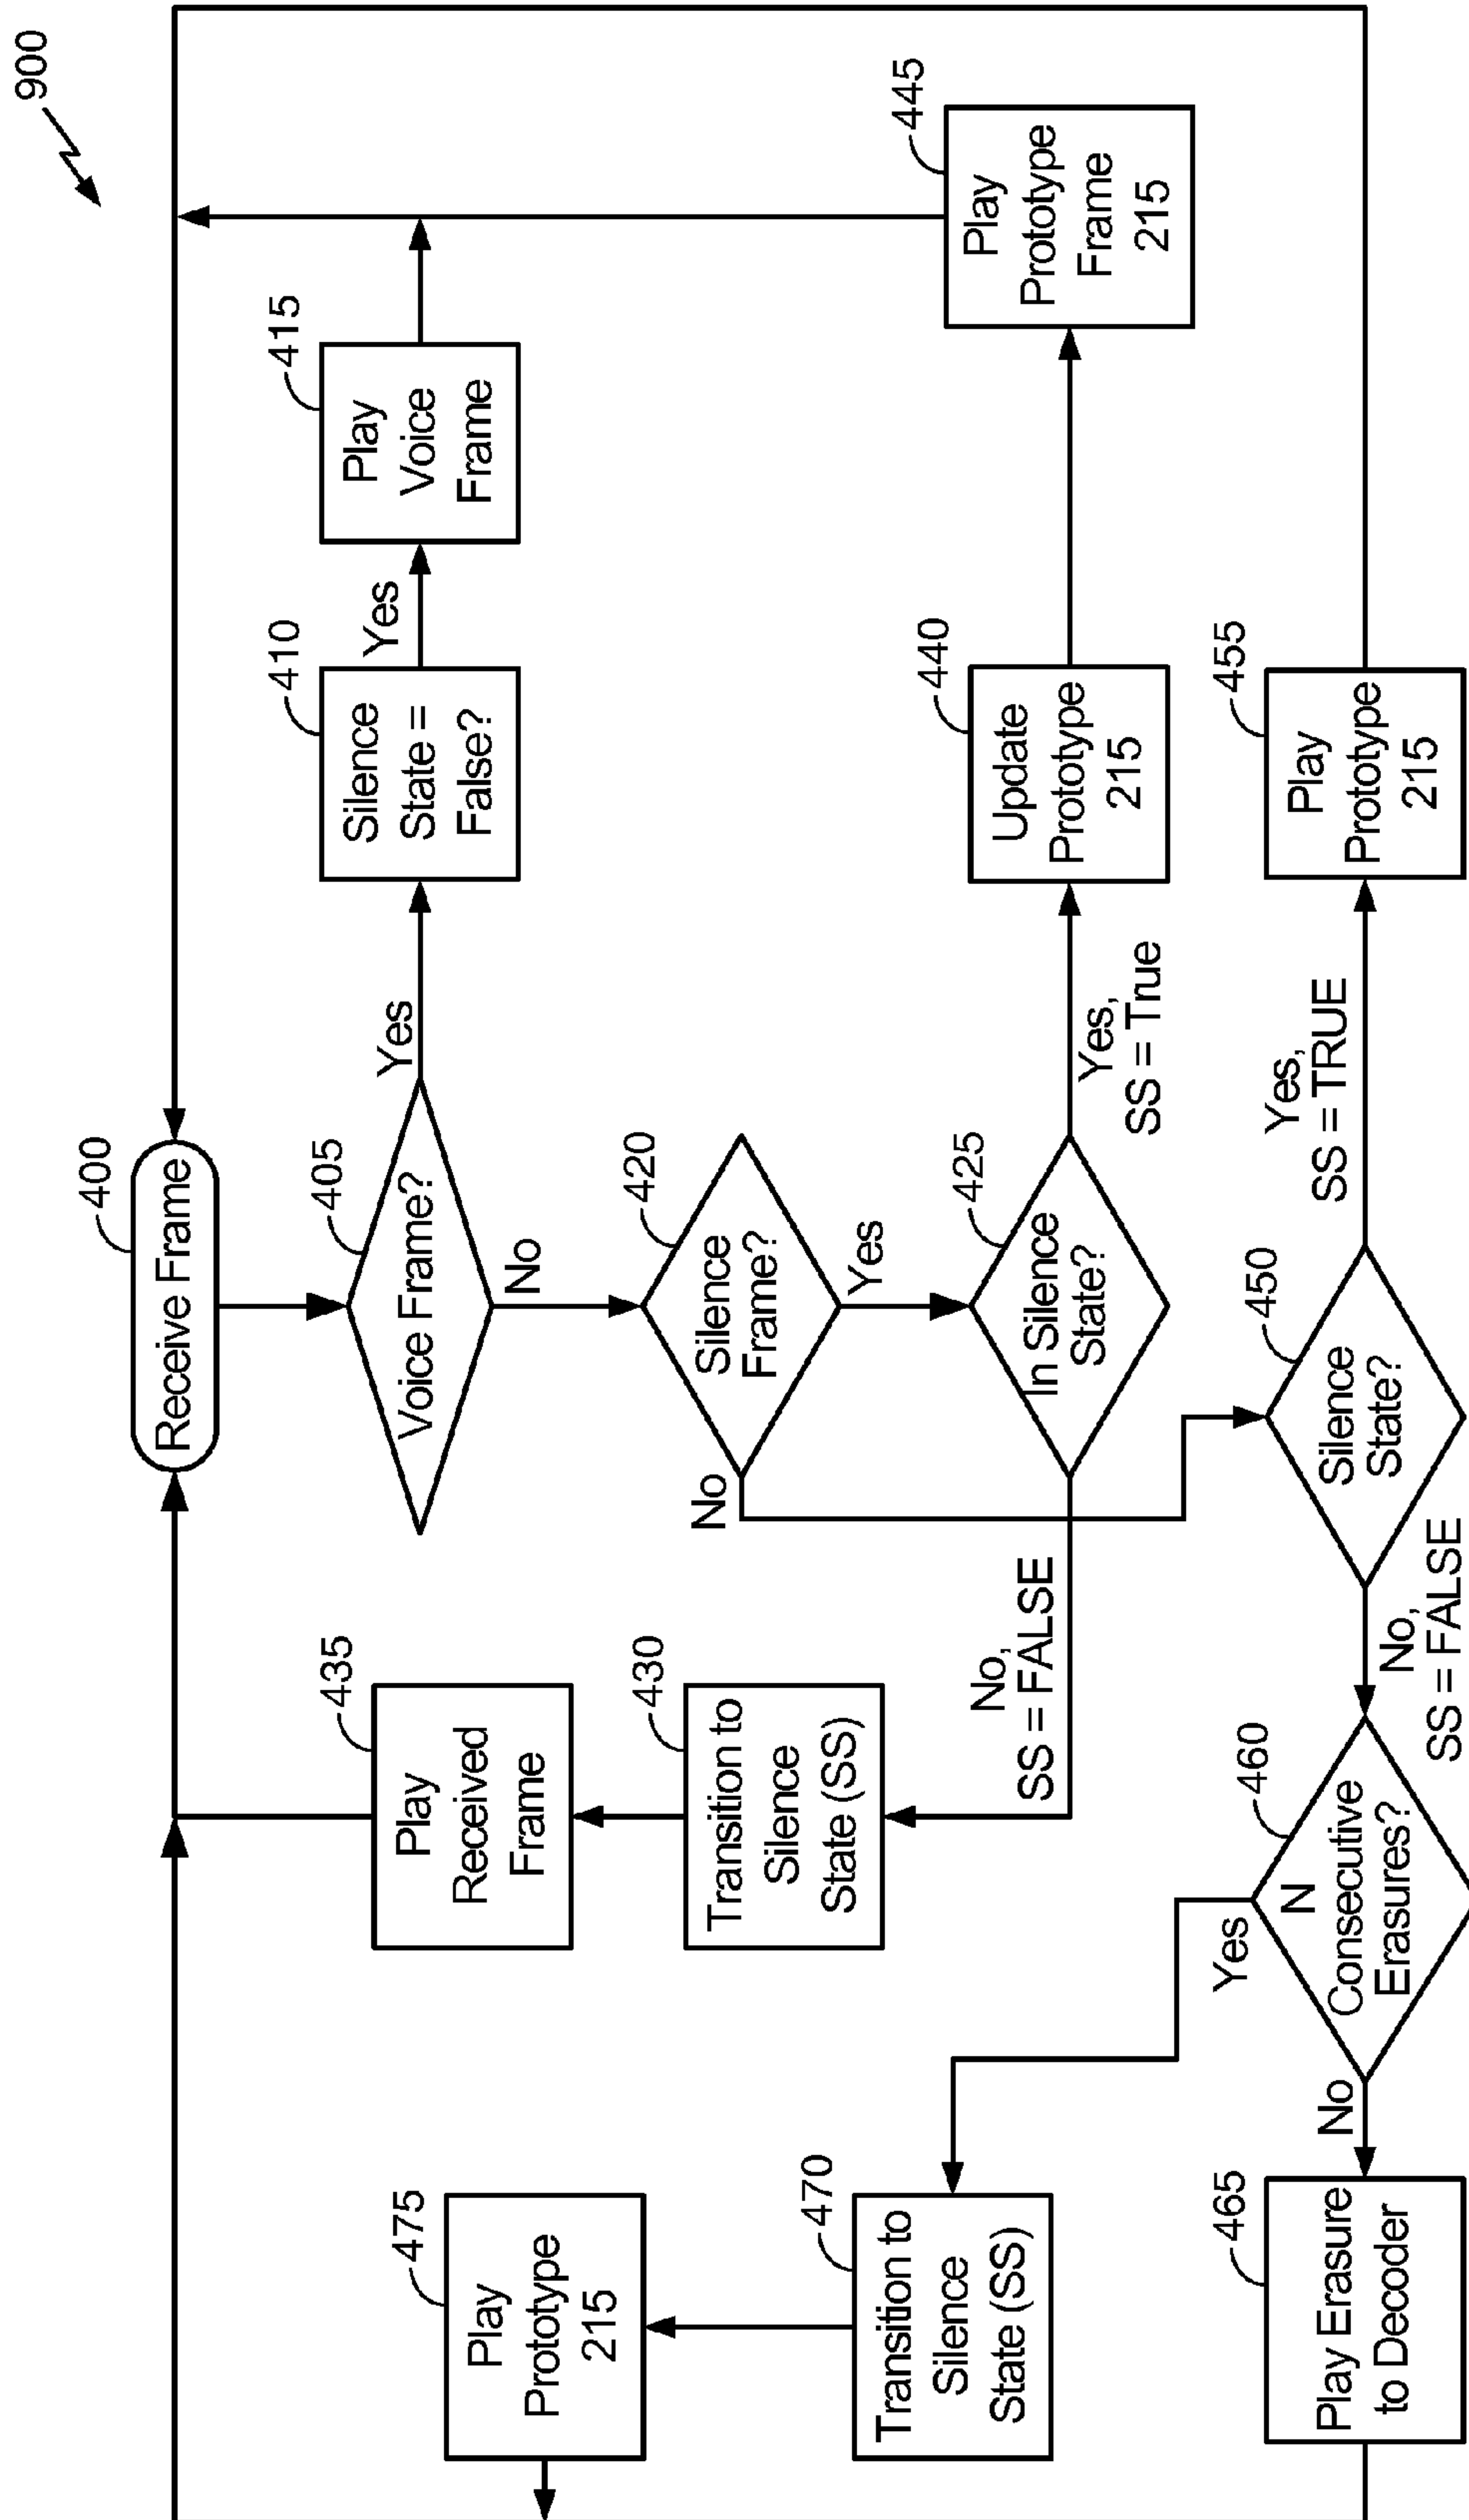 900
400
Receive Frame
405
Voice Frame?
Yes
No
410
Silence
State =
False?
Yes
415
Play
Voice
Frame
420
Silence
Frame?
Yes
No
425
In Silence
State?
Yes,
SS = True
No,
SS = FALSE
430
Transition to
Silence
State (SS)
435
Play
Received
Frame
440
Update
Prototype
215
445
Play
Prototype
Frame
215
450
Silence
State?
Yes,
SS = TRUE
No,
SS = FALSE
455
Play
Prototype
215
460
N
Consecutive
Erasures?
Yes
No
465
Play Erasure
to Decoder
470
Transition to
Silence
State (SS)
475
Play
Prototype
215